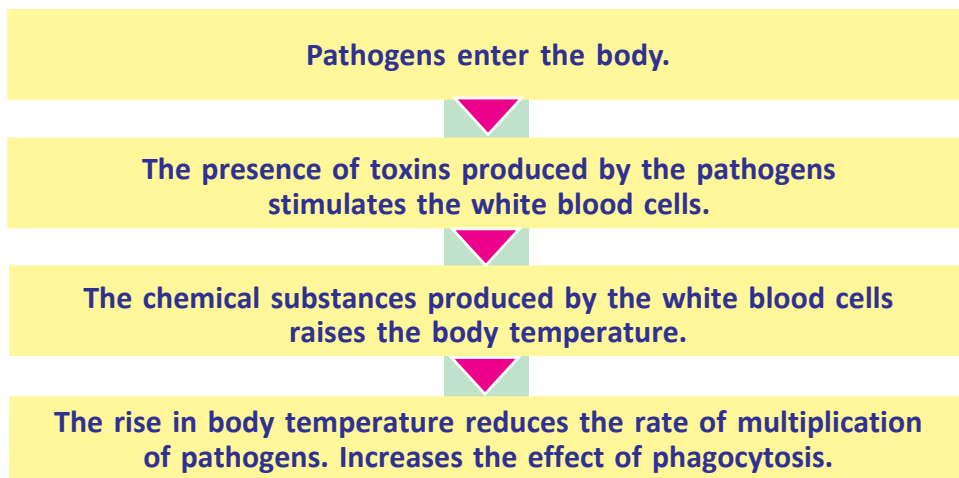 Pathogens enter the body.
The presence of toxins produced by the pathogens
stimulates the white blood cells.
The chemical substances produced by the white blood cells
raises the body temperature.
The rise in body temperature reduces the rate of multiplication
of pathogens. Increases the effect of phagocytosis.